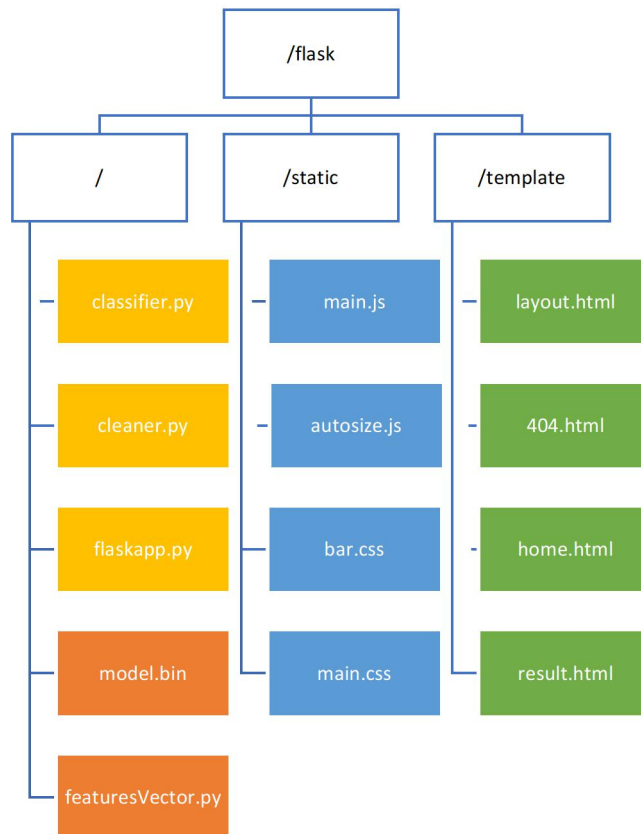 /flask
/
/static
/template
classifier.py
main.js
layout.html
cleaner.py
autosize.js
404.html
flaskapp.py
bar.css
home.html
model.bin
main.css
result.html
featuresVector.py